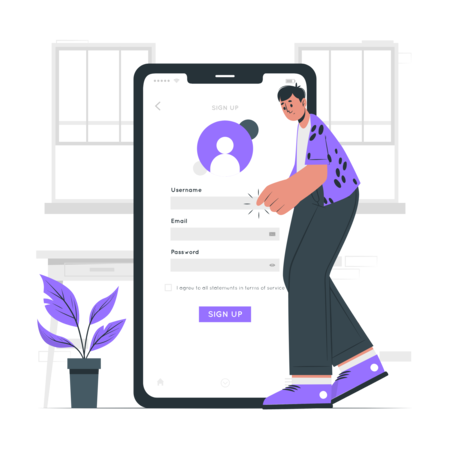 SIGN UP
Username
Email
Password
I agree to all statements in terms of service
SIGN UP